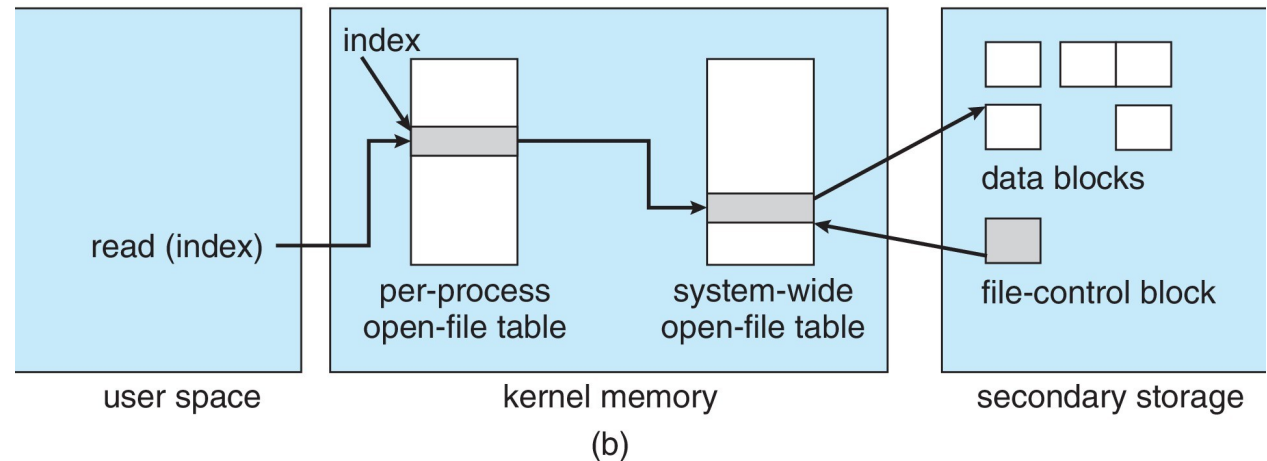 index
read (index)
per-process
open-file table
system-wide
open-file table
data blocks
file-control block
user space
kernel memory
secondary storage
(b)